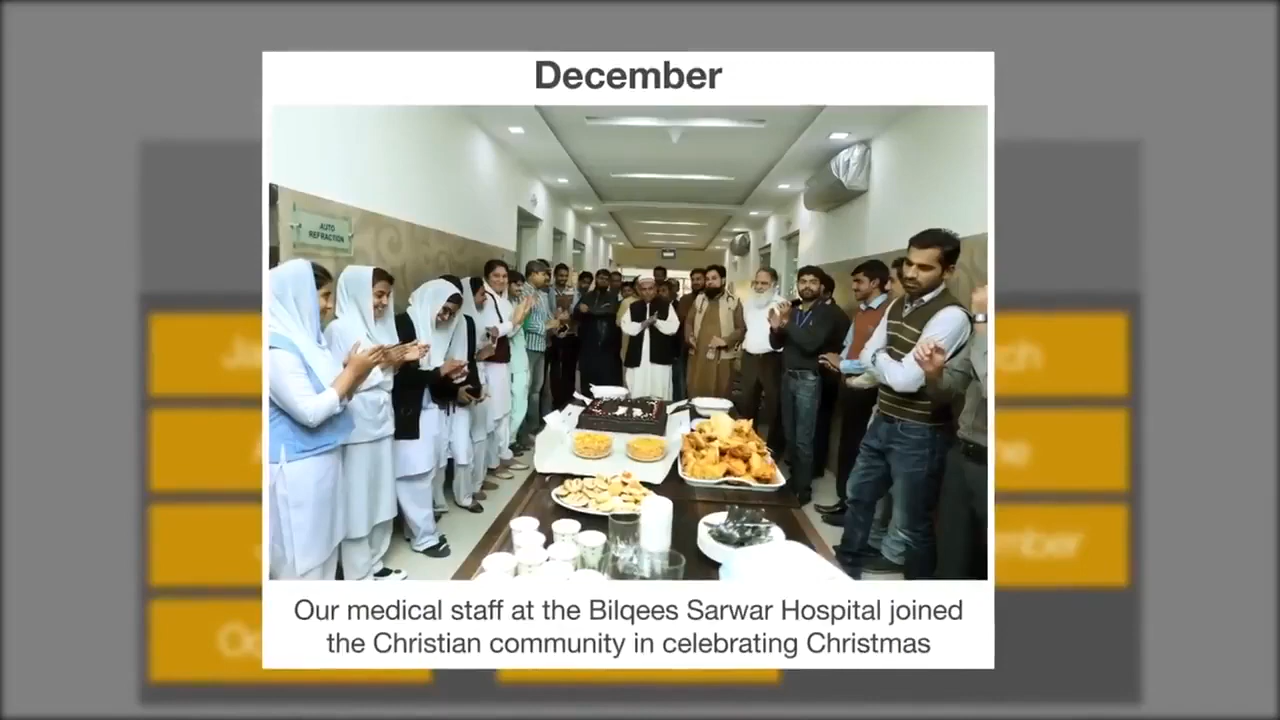 December
AUTO
REFRACTION
Our medical staff at the Bilqees Sarwar Hospital joined
the Christian community in celebrating Christmas